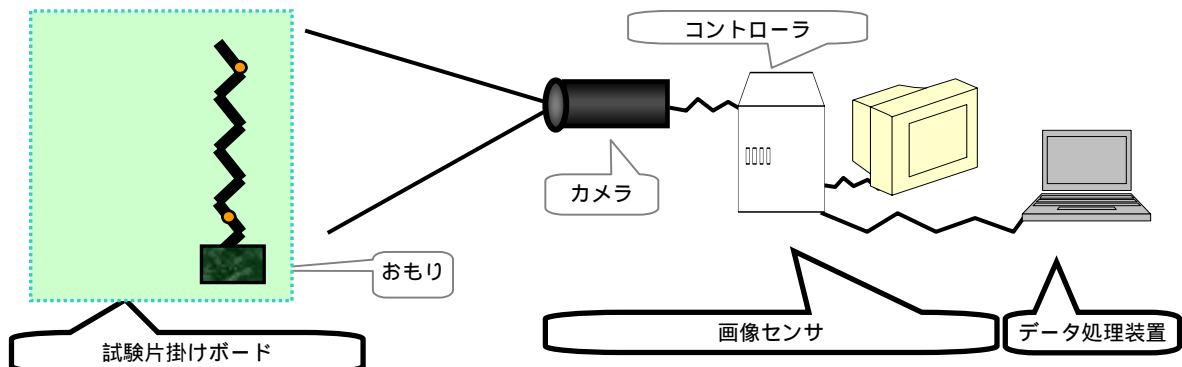 コントローラ
カメラ
おもり
試験片掛けボード
画像センサ
データ処理装置